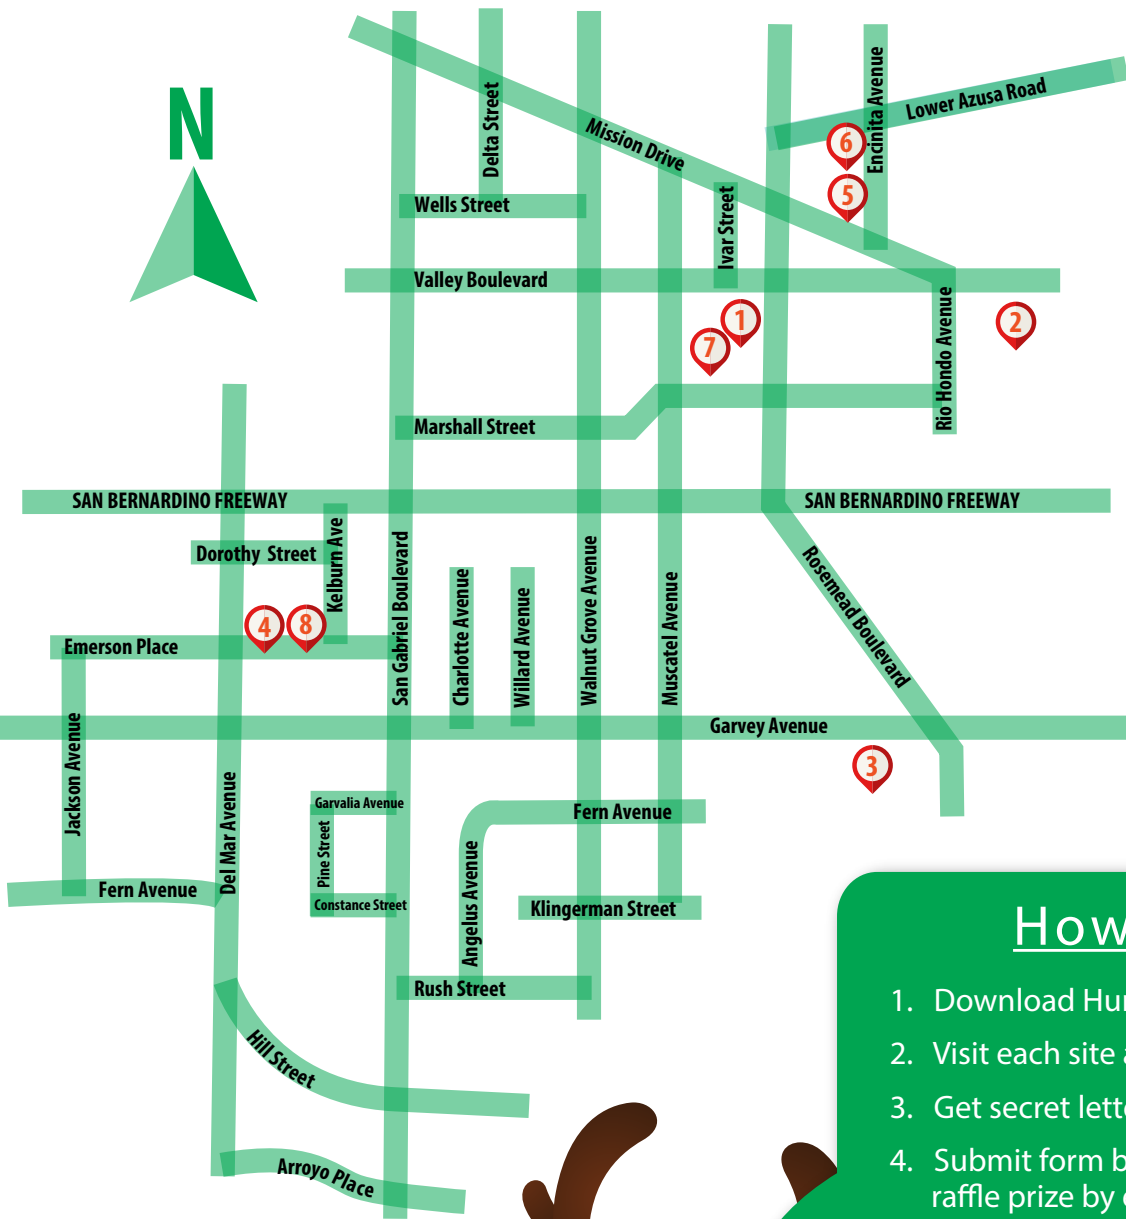 N
Delta Street
Mission Drive
Encinita Avenue
Lower Azusa Road
6
5
Wells Street
Ivar Street
Valley Boulevard
1
7
2
Rio Hondo Avenue
Marshall Street
SAN BERNARDINO FREEWAY
SAN BERNARDINO FREEWAY
Dorothy Street
Kelburn Ave
San Gabriel Boulevard
Charlotte Avenue
Willard Avenue
Walnut Grove Avenue
Muscatel Avenue
Rosemead Boulevard
4
8
Emerson Place
Garvey Avenue
3
Jackson Avenue
Del Mar Avenue
Garvalia Avenue
Pine Street
Constance Street
Fern Avenue
Fern Avenue
Angelus Avenue
Klingerman Street
Rush Street
Hill Street
Arroyo Place
How
1. Download Hu
2. Visit each site
3. Get secret lett
4. Submit form b
raffle prize by